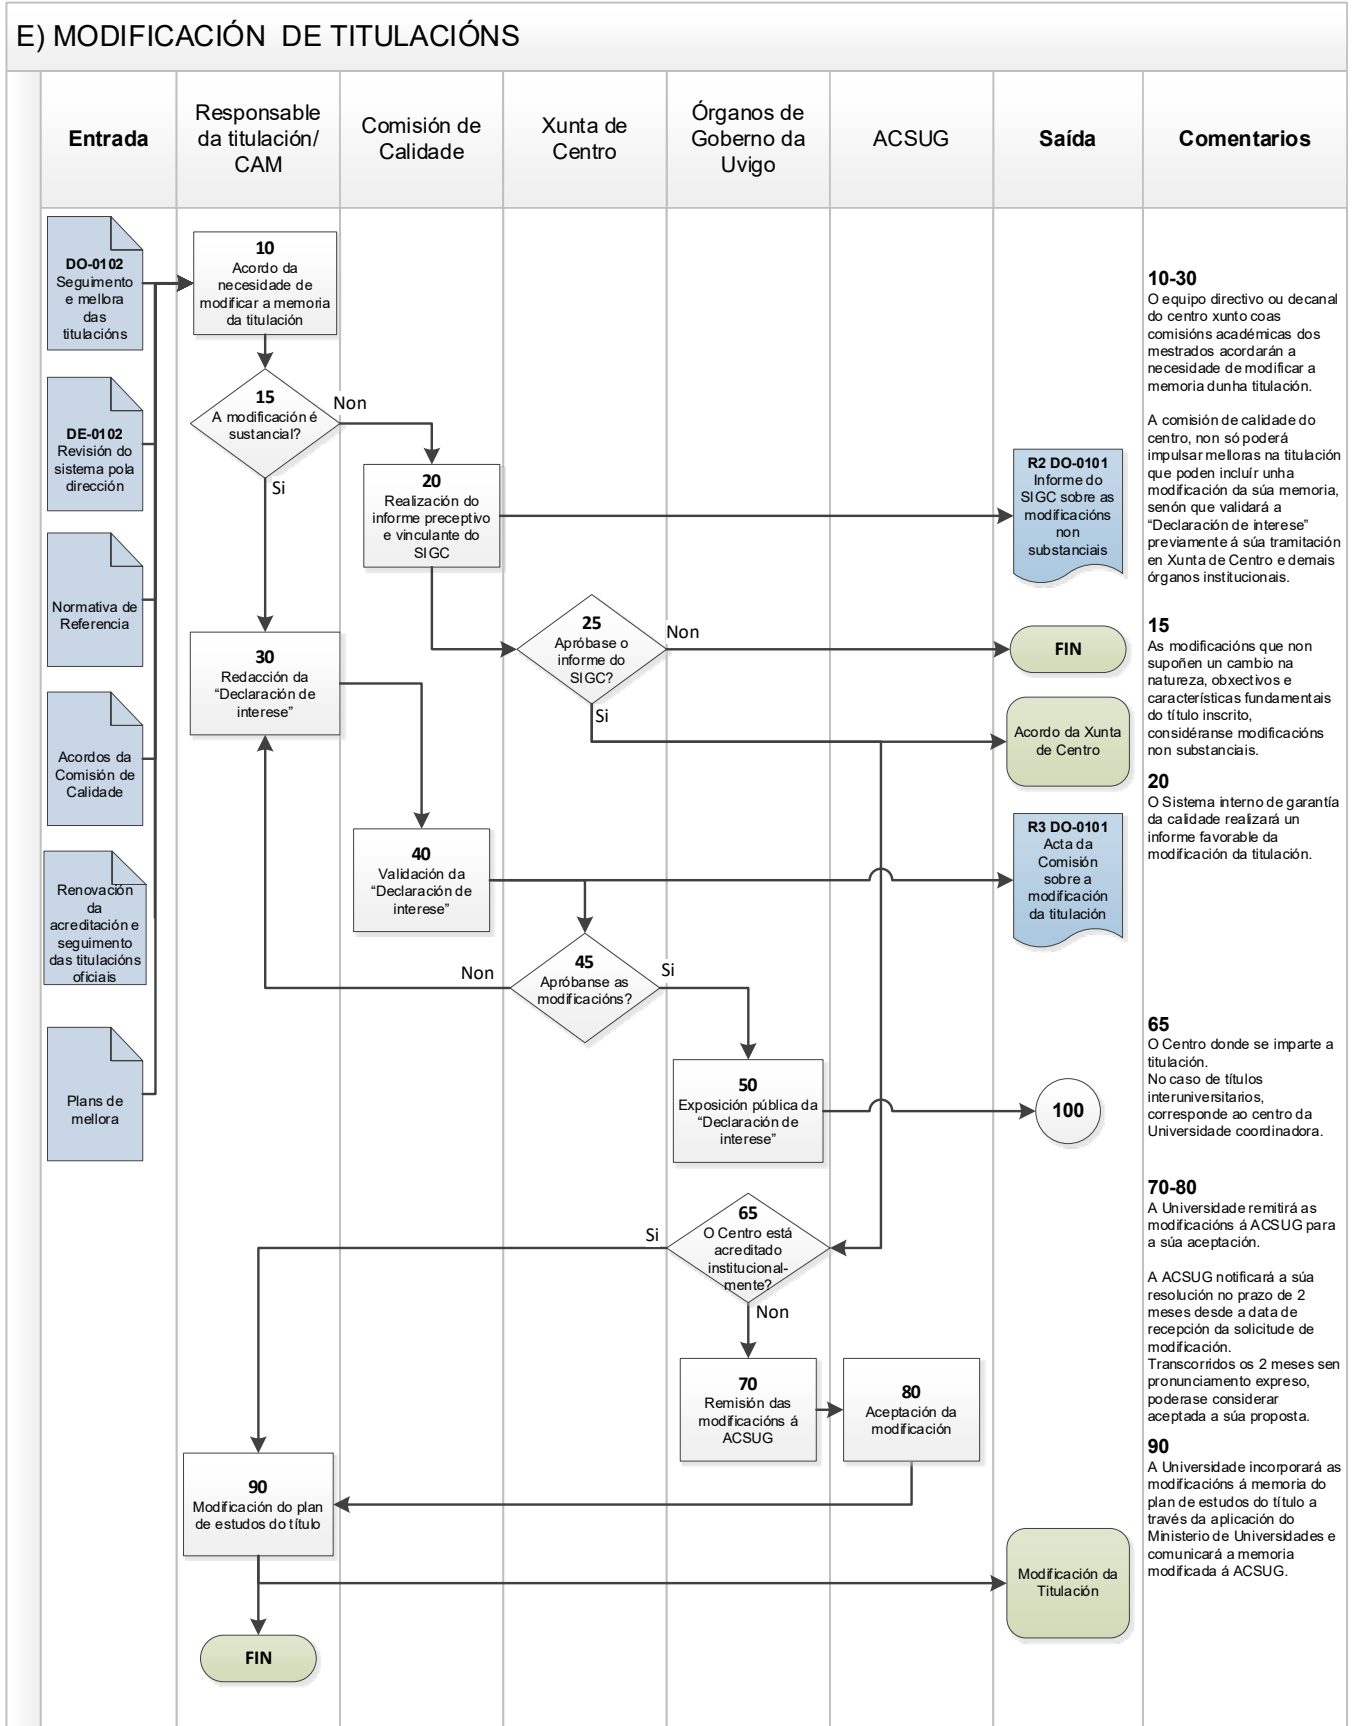 E) MODIFICACIÓN DE TITULACIÓNS
Entrada
Responsable
da titulación/
CAM
Comisión de
Calidade
Xunta de
Centro
Órganos de
Goberno da
Uvigo
ACSUG
Saída
Comentarios
DO-0102
Seguimento
e mellora
das
titulacións
DE-0102
Revisión do
sistema pola
dirección
Normativa de
Referencia
Acordos da
Comisión de
Calidade
Renovación
da
acreditación e
seguimento
das titulacións
oficiais
Plans de
mellora
10
Acordo da
necesidade de
modificar a memoria
da titulación
15
A modificación é
sustancial?
Non
Si
20
Realización do
informe preceptivo
e vinculante do
SIGC
R2 DO-0101
Informe do
SIGC sobre as
modificacións
non
substanciais
25
Apróbase o
informe do
SIGC?
Non
Si
FIN
Acordo da Xunta
de Centro
30
Redacción da
“Declaración de
interese”
40
Validación da
“Declaración de
interese”
R3 DO-0101
Acta da
Comisión
sobre a
modificación
da titulación
45
Apróbanse as
modificacións?
Non
Si
50
Exposición pública da
“Declaración de
interese”
100
65
O Centro está
acreditado
institucional-
mente?
Si
Non
70
Remisión das
modificacións á
ACSUG
80
Aceptación da
modificación
90
Modificación do plan
de estudos do título
Modificación da
Titulación
FIN
10-30
O equipo directivo ou decanal
do centro xunto coas
comisións académicas dos
mestrados acordarán a
necesidade de modificar a
memoria dunha titulación.
A comisión de calidade do
centro, non só poderá
impulsar melloras na titulación
que poden incluír unha
modificación da súa memoria,
senón que validará a
“Declaración de interese”
previamente á súa tramitación
en Xunta de Centro e demais
órganos institucionais.
15
As modificacións que non
supoñen un cambio na
natureza, obxectivos e
características fundamentais
do título inscrito,
considéranse modificacións
non substanciais.
20
O Sistema interno de garantía
da calidade realizará un
informe favorable da
modificación da titulación.
65
O Centro donde se imparte a
titulación.
No caso de títulos
interuniversitarios,
corresponde ao centro da
Universidade coordinadora.
70-80
A Universidade remitirá as
modificacións á ACSUG para
a súa aceptación.
A ACSUG notificará a súa
resolución no prazo de 2
meses desde a data de
recepción da solicitude de
modificación.
Transcorridos os 2 meses sen
pronunciamento expreso,
poderase considerar
aceptada a súa proposta.
90
A Universidade incorporará as
modificacións á memoria do
plan de estudos do título a
través da aplicación do
Ministerio de Universidades e
comunicará a memoria
modificada á ACSUG.